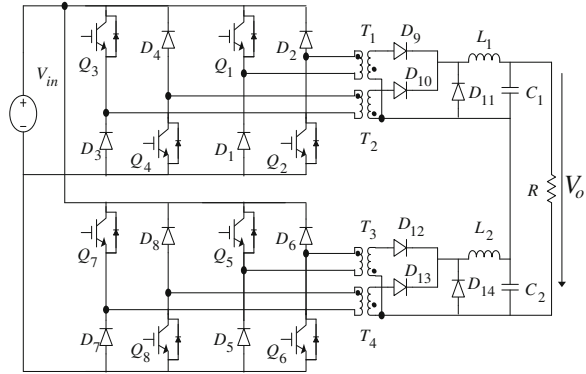 T1 D9 L1
Q3 D4 Q1 D2
Vin
D10
D11 C1
+
−
D3 Q4 D1 Q2
T2
R Vo
Q7 D8 Q5 D6
T3 D12 L2
D13
D14 C2
D7 Q8 D5 Q6
T4